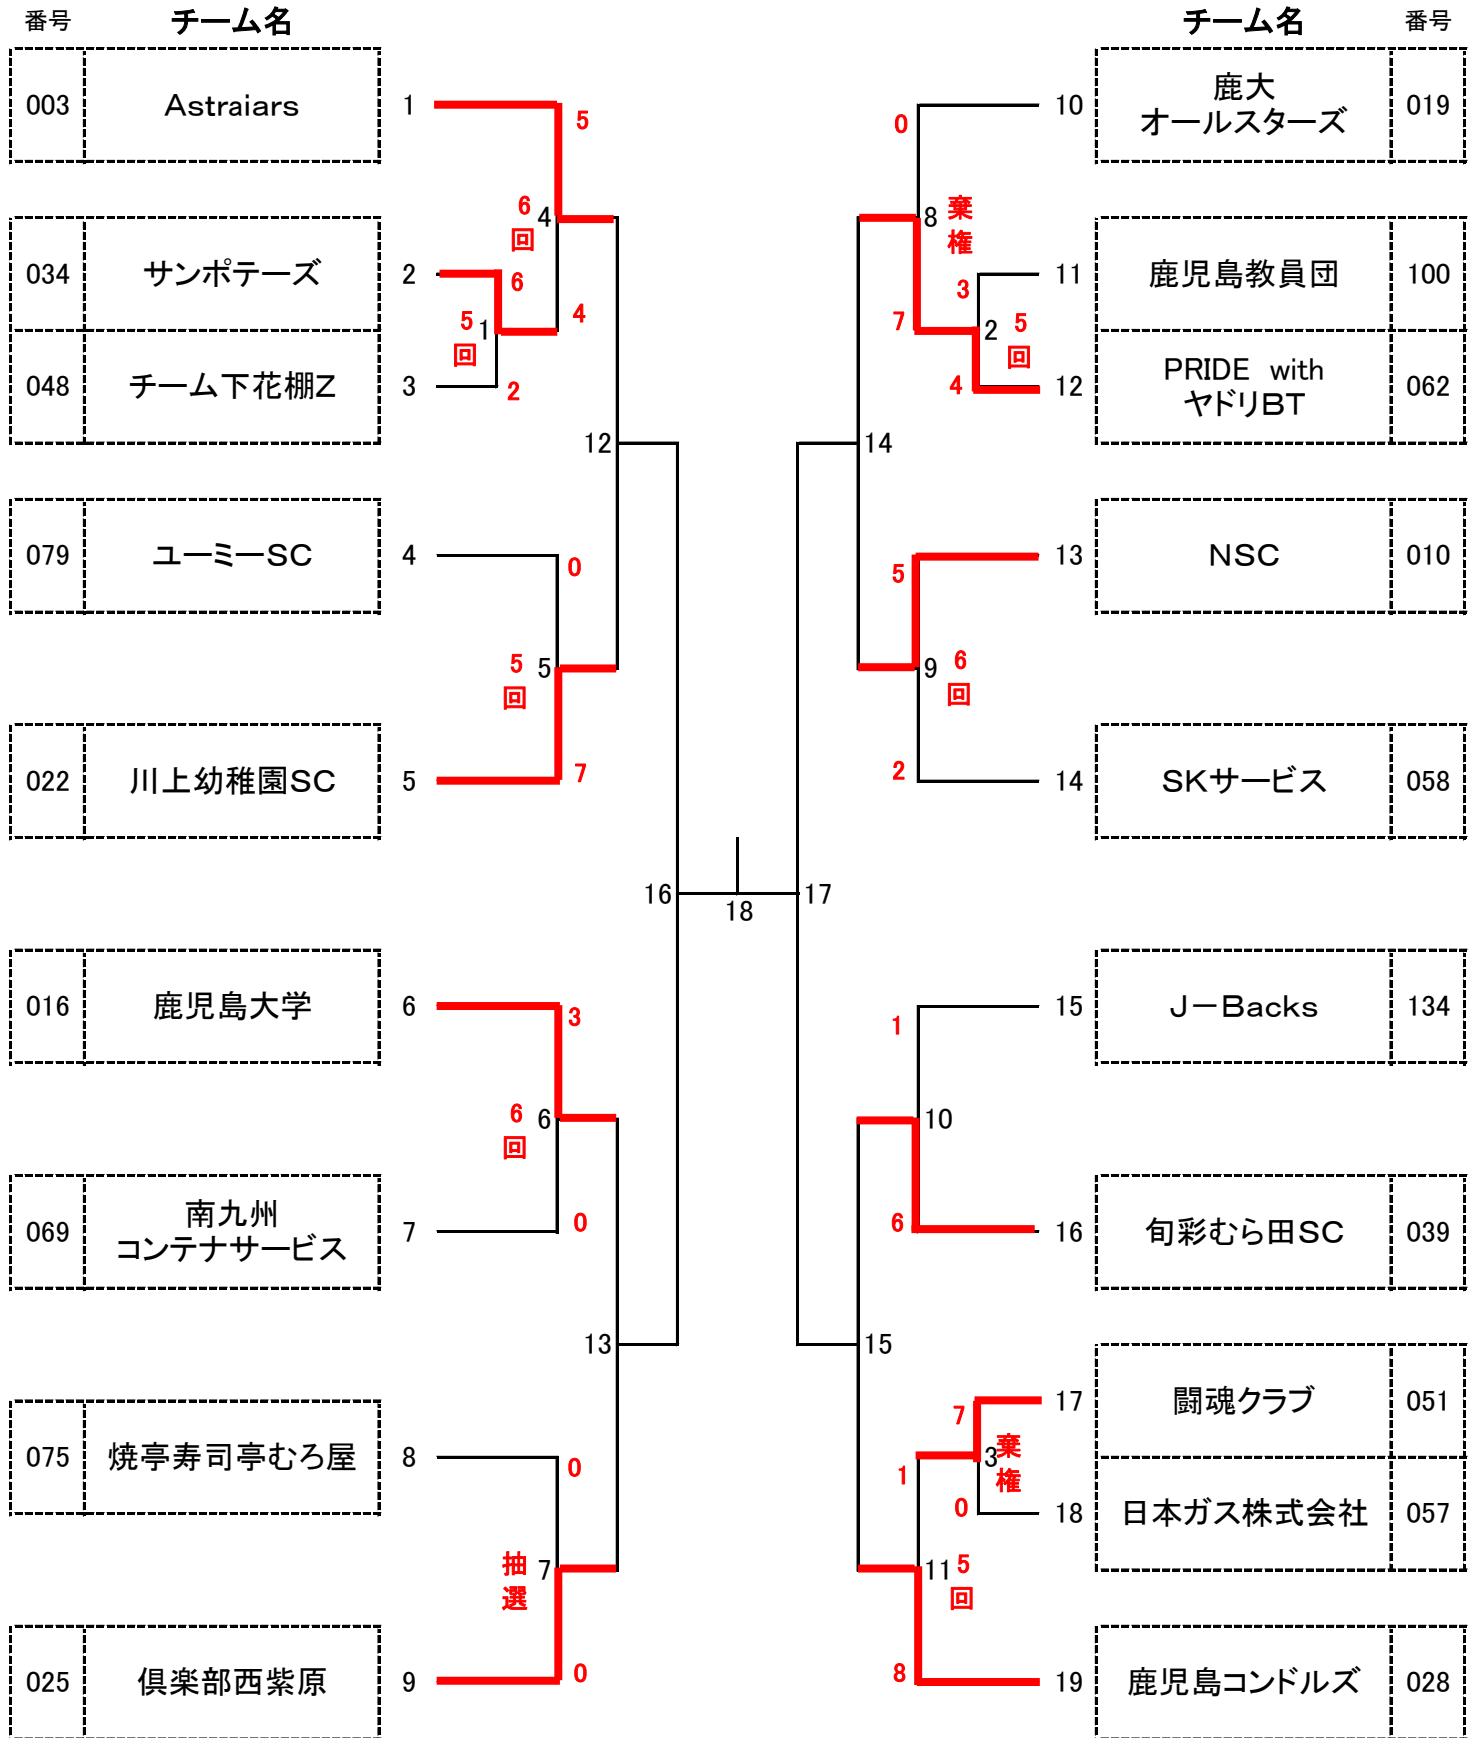 番号 チーム名 チーム名 番号
003 Astraiars 1 5
0 10 鹿大
オールスターズ 019
6
回 4
8 棄
権
034 サンポテーズ 2 6
3 11 鹿児島教員団 100
4
7
5
回 1
2 5
回
048 チーム下花棚Z 3 2
4 12 PRIDE with
ヤドリBT 062
12
14
079 ユーミーSC 4 0
5 13 NSC 010
5
回 5
9 6
回
022 川上幼稚園SC 5 7
2 14 SKサービス 058
16 18 17
016 鹿児島大学 6 3
1 15 J－Backs 134
6
回 6
10
069 南九州
コンテナサービス 7 0
6 16 旬彩むら田SC 039
13
15
7 17 闘魂クラブ 051
075 焼亭寿司亭むろ屋 8 0
1 3 棄
権
0 18 日本ガス株式会社 057
抽
選 7
11 5
回
025 倶楽部西紫原 9 0
8 19 鹿児島コンドルズ 028